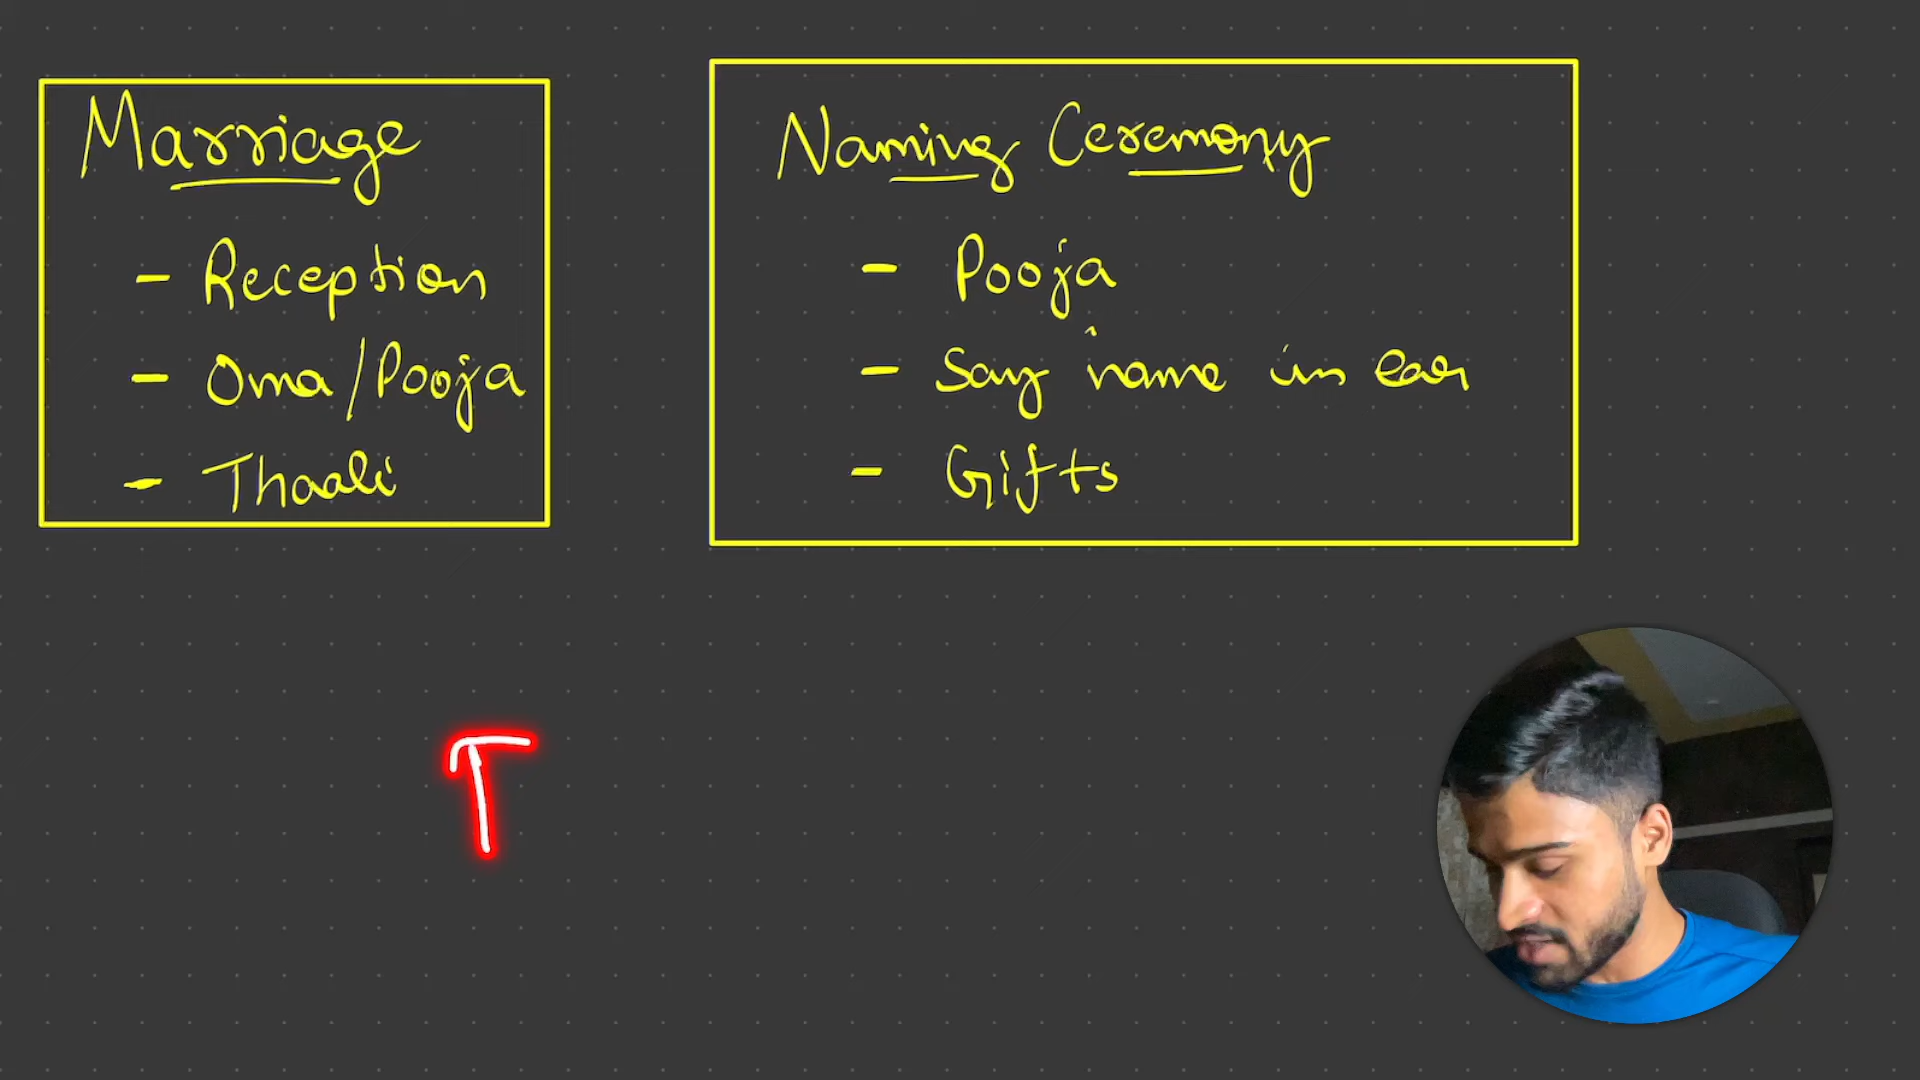 Marriage
- Reception
- Oma/Pooja
- Thaali
Naming Ceremony
- Pooja
- Say name in ear
- Gifts
T